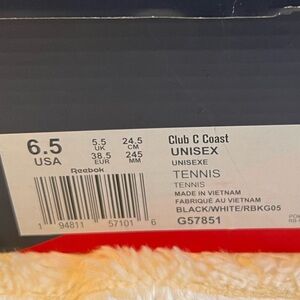 6.5 5.5 24.5 Club C Coast
USA UK CM UNISEX
38.5 245 UNISEXE
EUR MM TENNIS
Reebok TENNIS
MADE IN VIETNAM
FABRIQUÉ AU VIETNAM
BLACK/WHITE/RBKG05
1 94811 57101 6 G57851